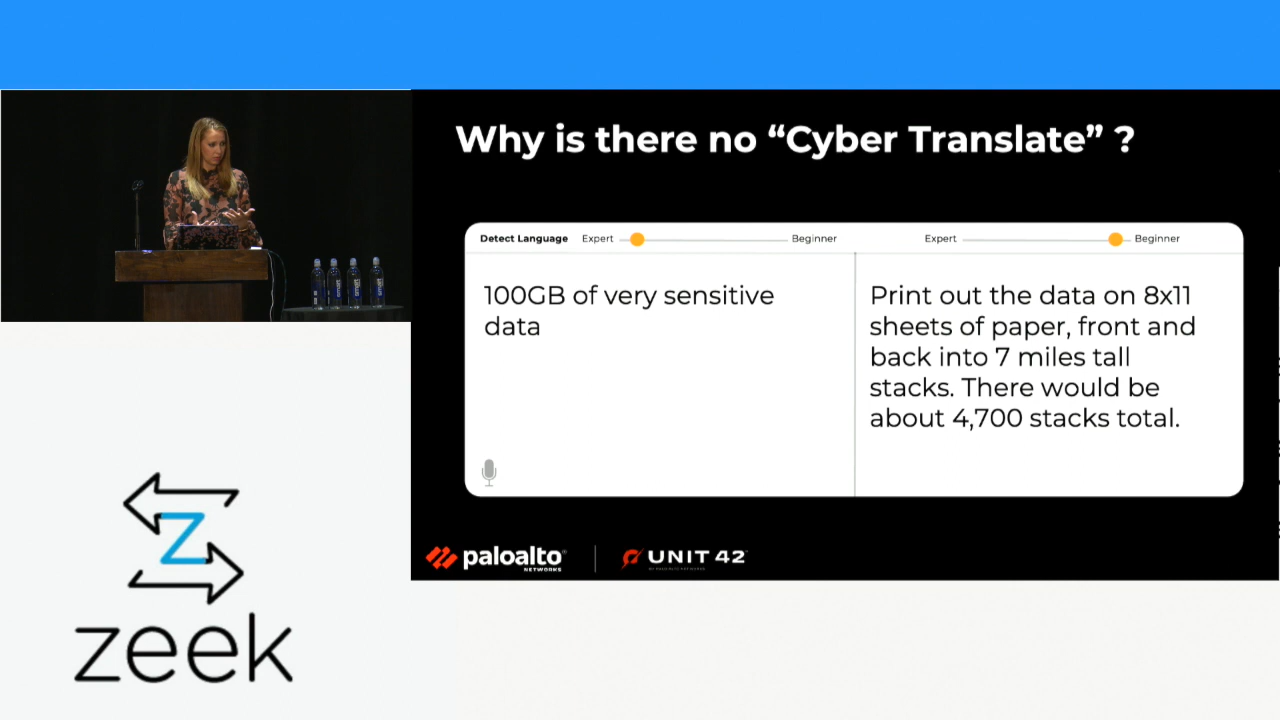 Why is there no “Cyber Translate” ?
Detect Language Expert Beginner Expert Beginner
100GB of very sensitive
data
Print out the data on 8x11
sheets of paper, front and
back into 7 miles tall
stacks. There would be
about 4,700 stacks total.
paloalto
NETWORKS
UNIT 42
Z
zeek